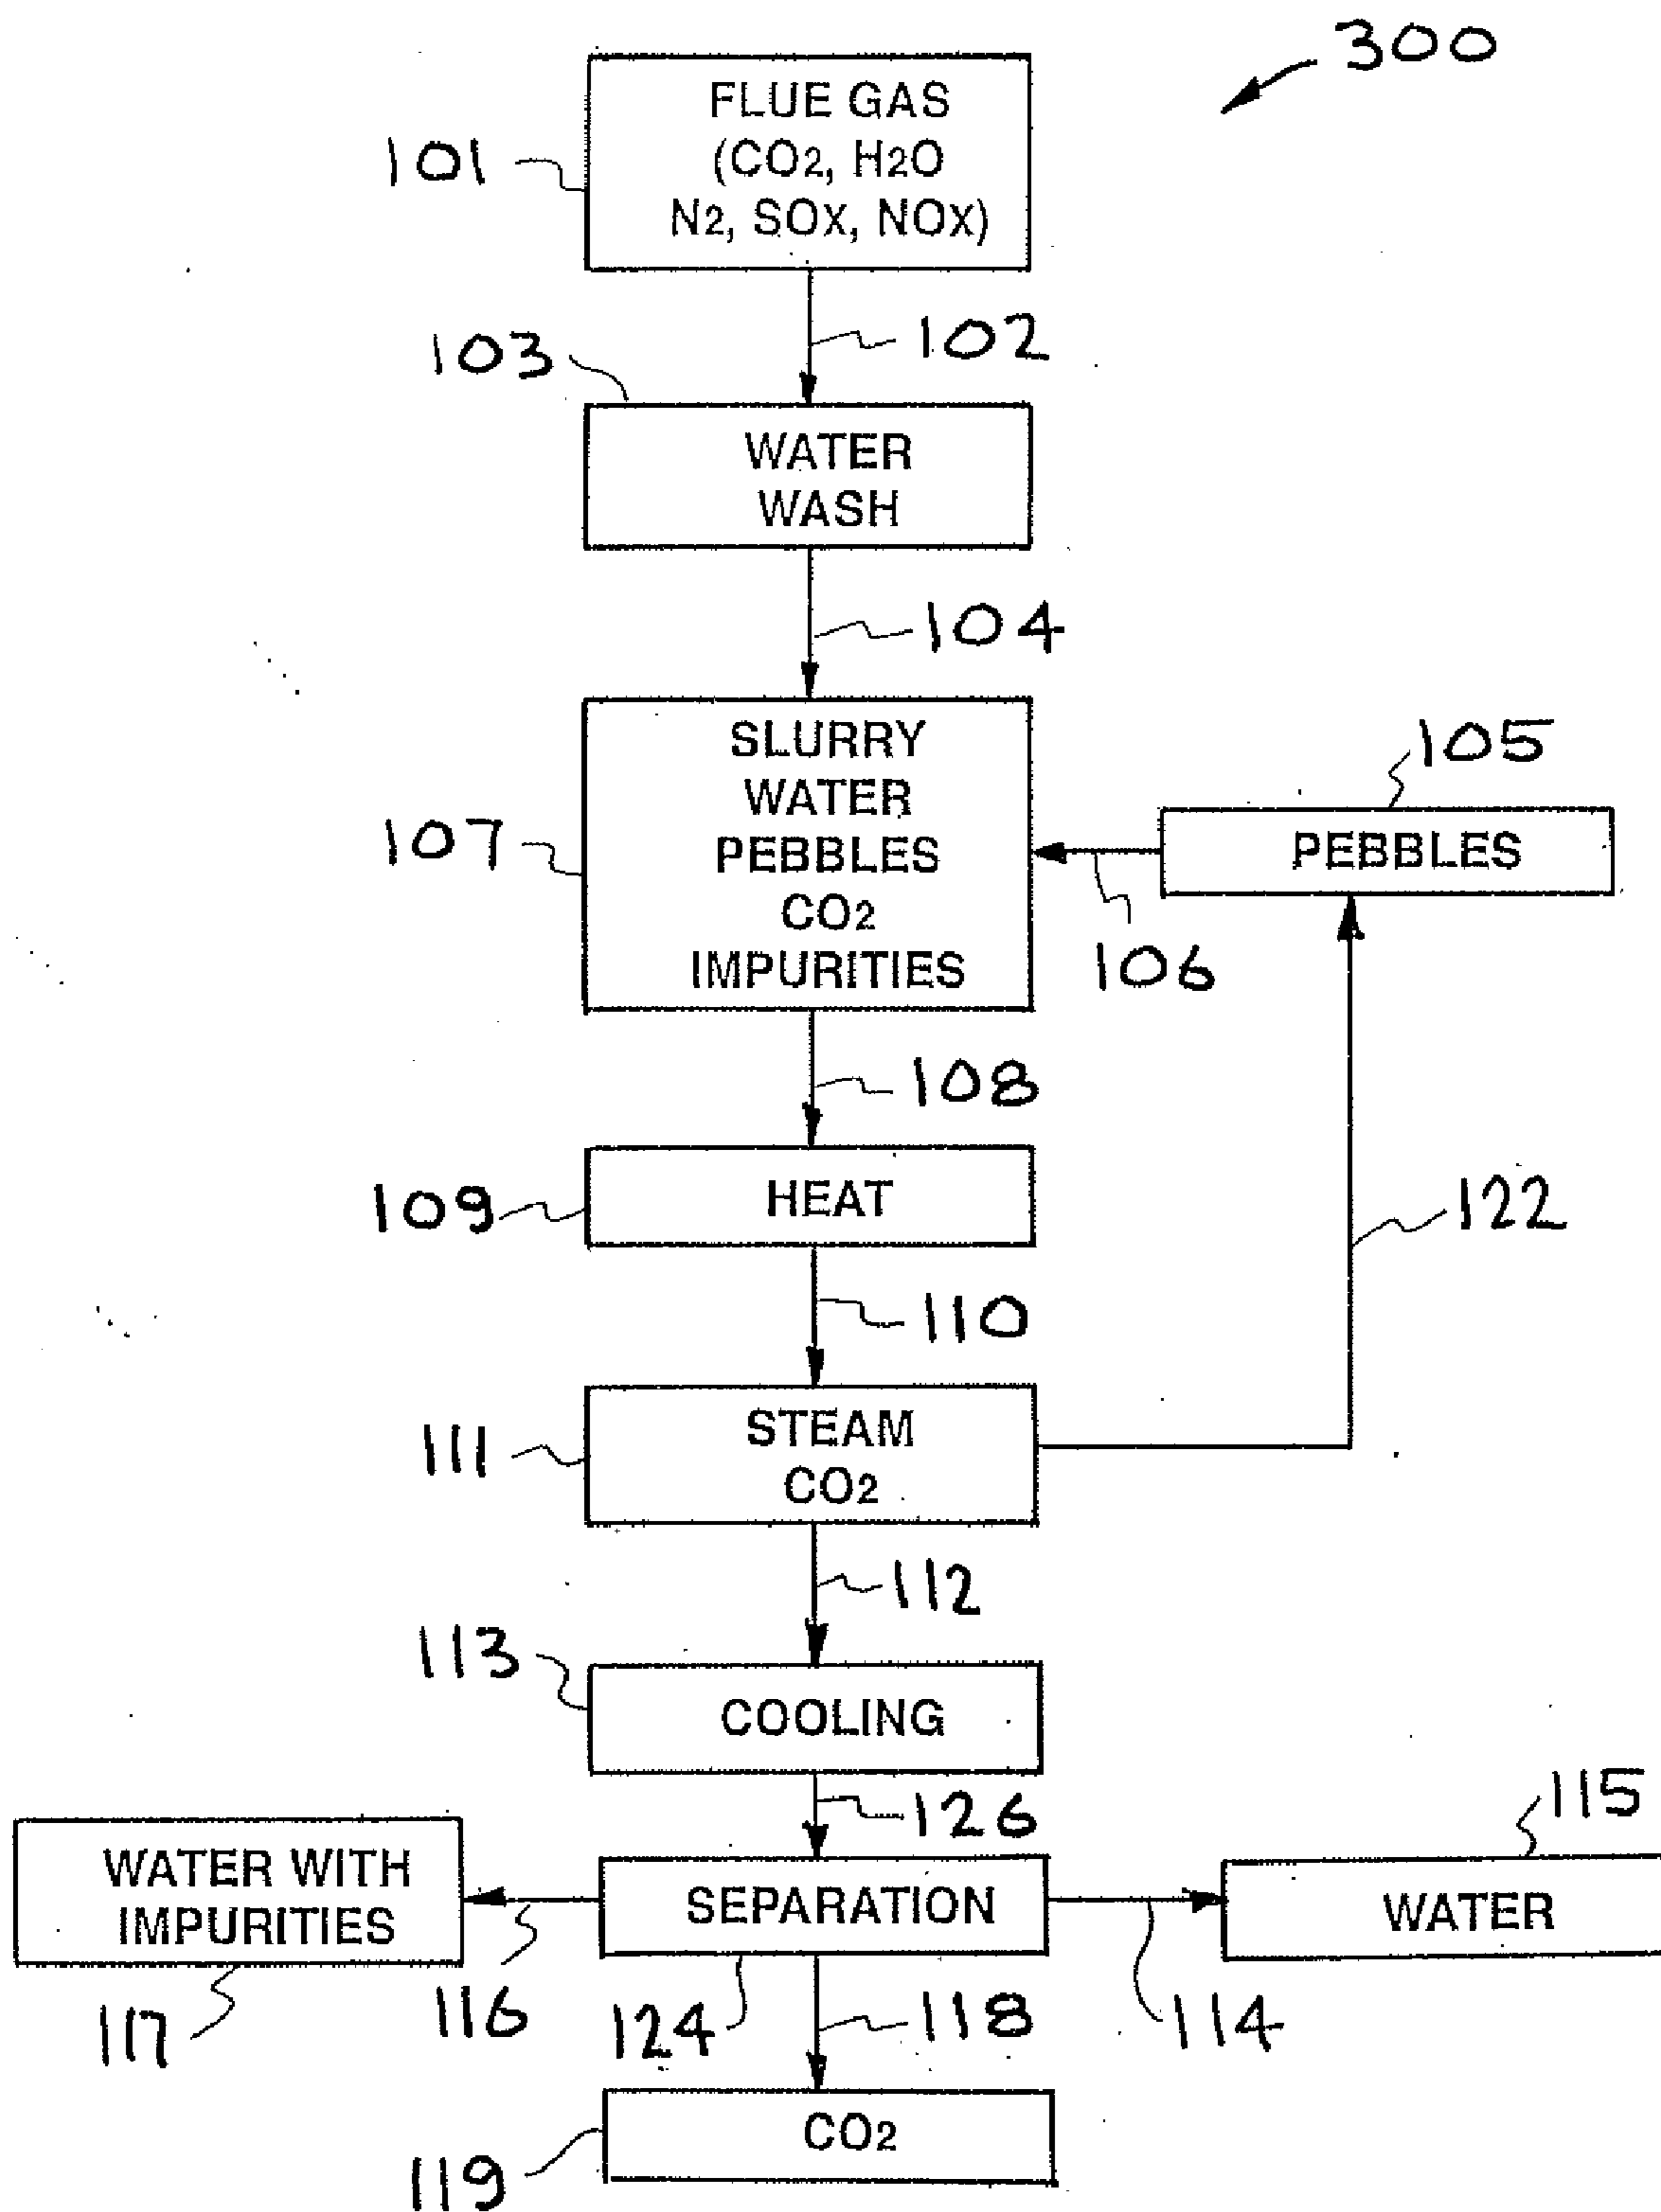 300
FLUE GAS
(CO2, H2O
N2, SOX, NOX)
101
102
103
WATER
WASH
104
SLURRY
WATER
PEBBLES
CO2
IMPURITIES
107
105
PEBBLES
106
108
HEAT
109
122
110
STEAM
CO2
111
112
113
COOLING
126
115
WATER WITH
IMPURITIES
SEPARATION
WATER
117
116
124
118
114
CO2
119